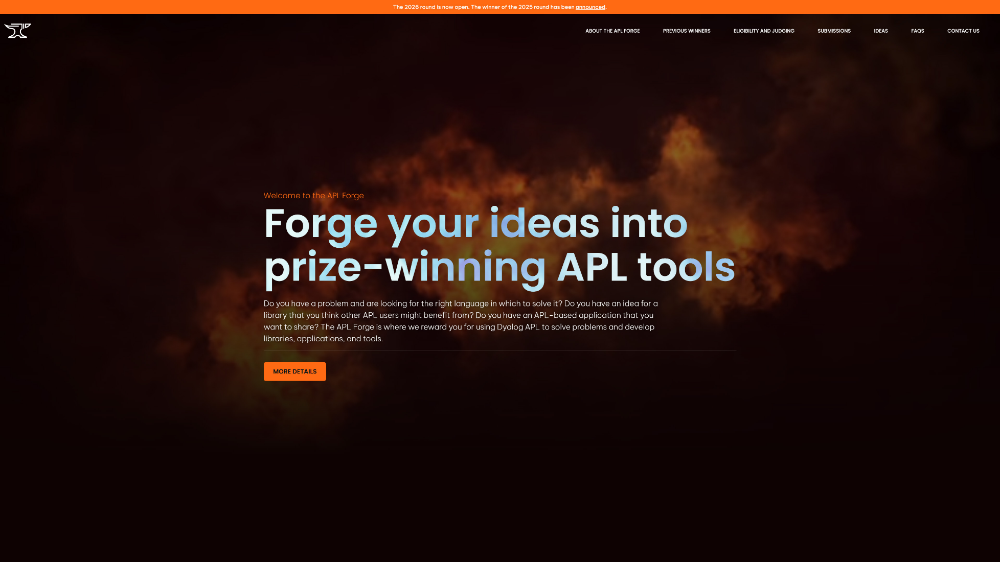 The 2026 round is now open. The winner of the 2025 round has been announced.
ABOUT THE APL FORGE
PREVIOUS WINNERS
ELIGIBILITY AND JUDGING
SUBMISSIONS
IDEAS
FAQS
CONTACT US
Welcome to the APL Forge
Forge your ideas into
prize-winning APL tools
Do you have a problem and are looking for the right language in which to solve it? Do you have an idea for a
library that you think other APL users might benefit from? Do you have an APL-based application that you
want to share? The APL Forge is where we reward you for using Dyalog APL to solve problems and develop
libraries, applications, and tools.
MORE DETAILS